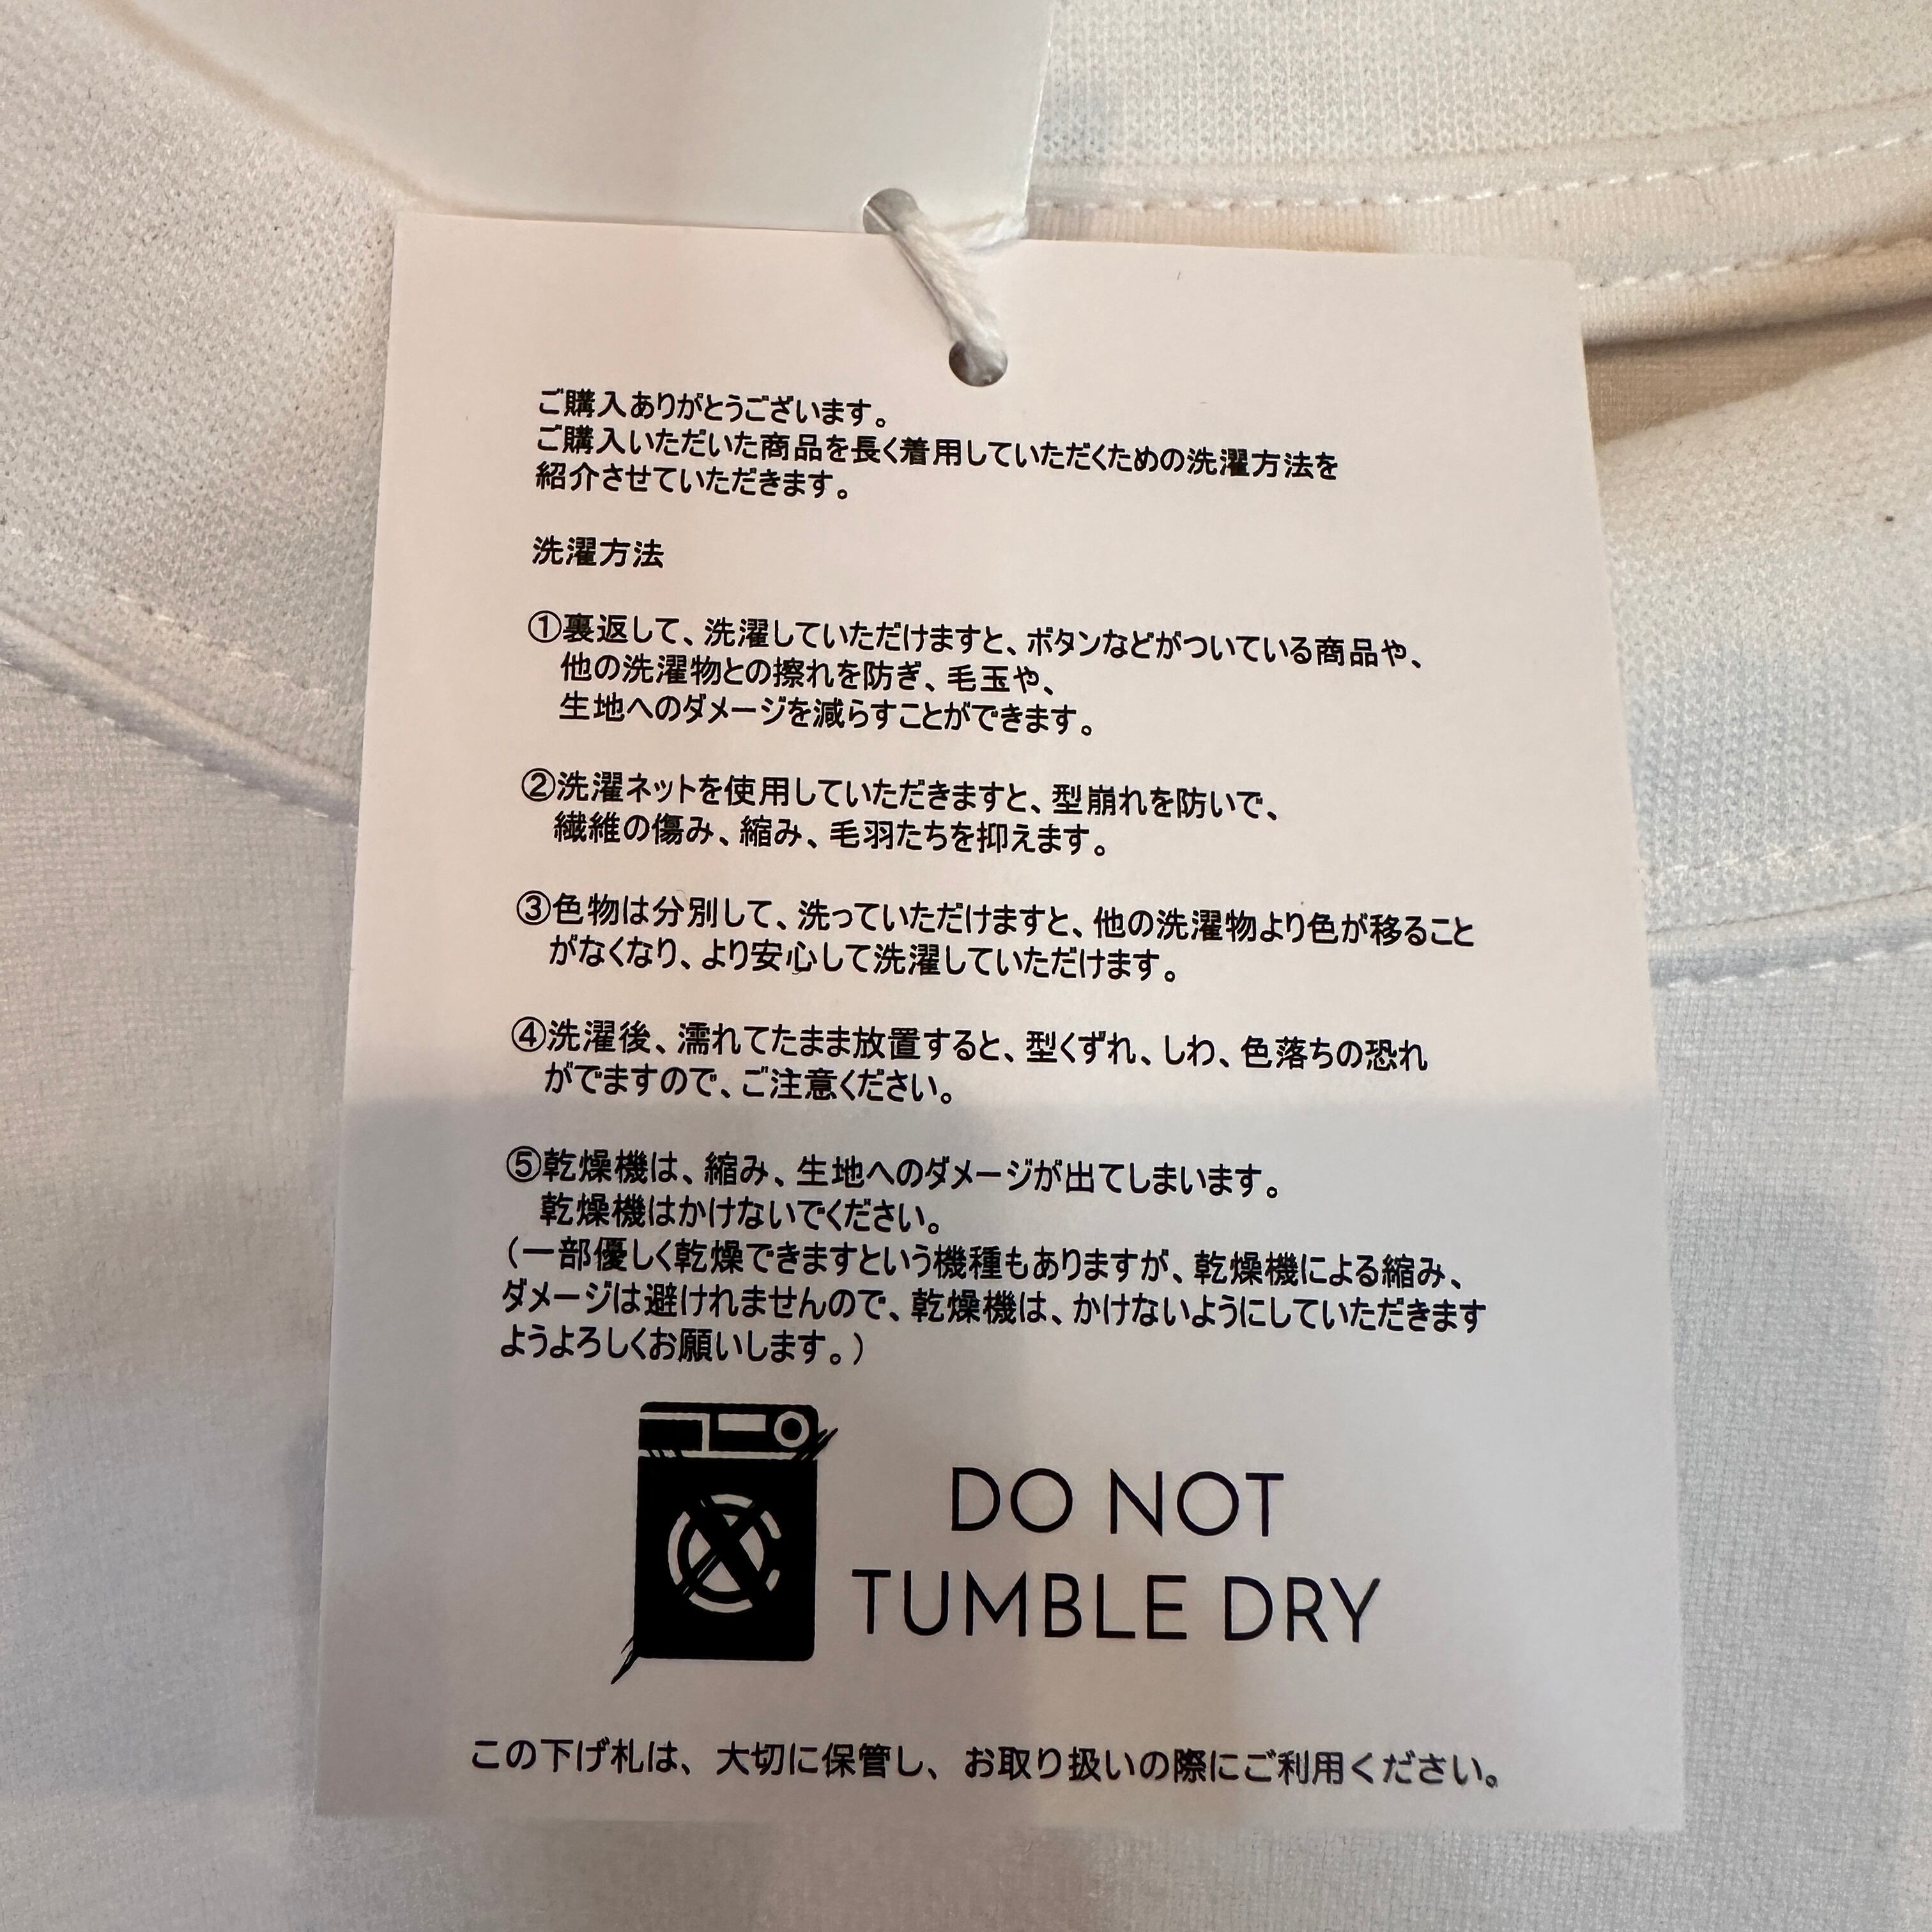 ご購入ありがとうございます。
ご購入いただいた商品を長く着用していただくための洗濯方法を
紹介させていただきます。
洗濯方法
①裏返して、洗濯していただけますと、ボタンなどがついている商品や、
他の洗濯物との擦れを防ぎ、毛玉や、
生地へのダメージを減らすことができます。
②洗濯ネットを使用していただきますと、型崩れを防いで、
繊維の傷み、縮み、毛羽たちを抑えます。
③色物は分別して、洗っていただけますと、他の洗濯物より色が移ること
がなくなり、より安心して洗濯していただけます。
④洗濯後、濡れてたまま放置すると、型くずれ、しわ、色落ちの恐れ
がでますので、ご注意ください。
⑤乾燥機は、縮み、生地へのダメージが出てしまいます。
乾燥機はかけないでください。
(一部優しく乾燥できますという機種もありますが、乾燥機による縮み、
ダメージは避けれませんので、乾燥機は、かけないようにしていただきます
ようよろしくお願いします。)
DO NOT
TUMBLE DRY
この下げ札は、大切に保管し、お取り扱いの際にご利用ください。